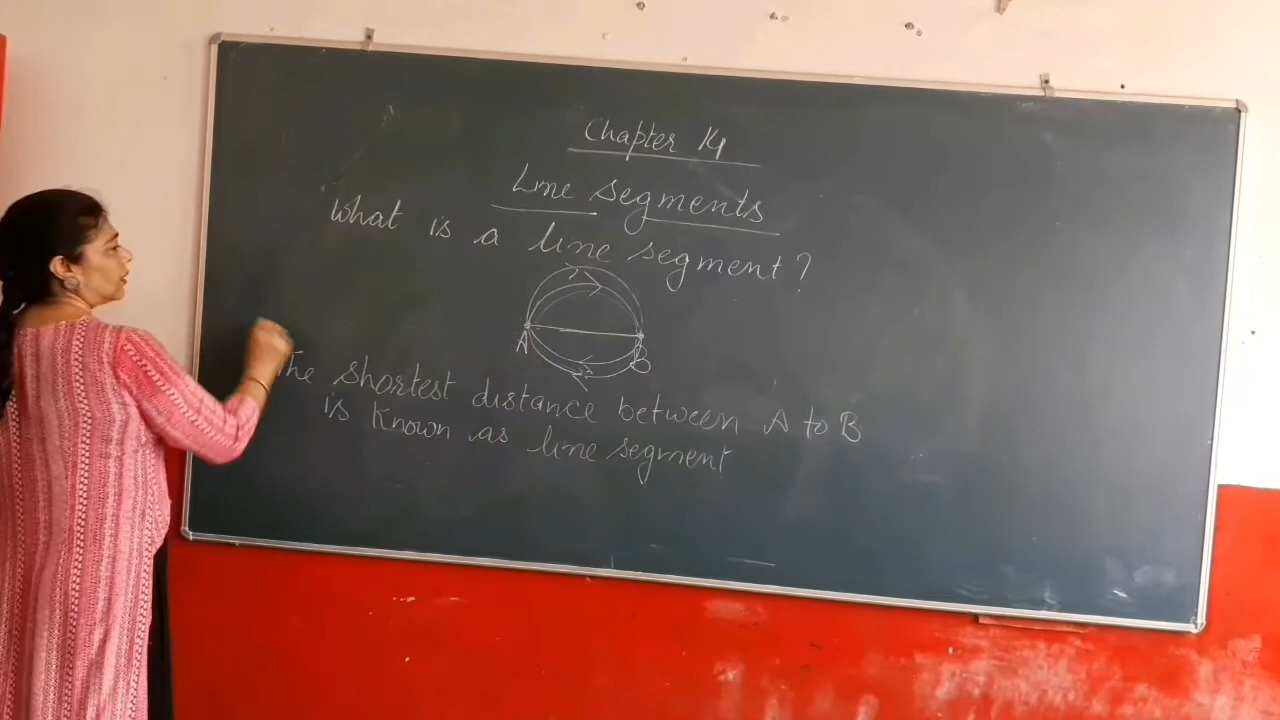 Chapter 14
Line segments
What is a line segment?
A
B
The shortest distance between A to B
is known as line segment